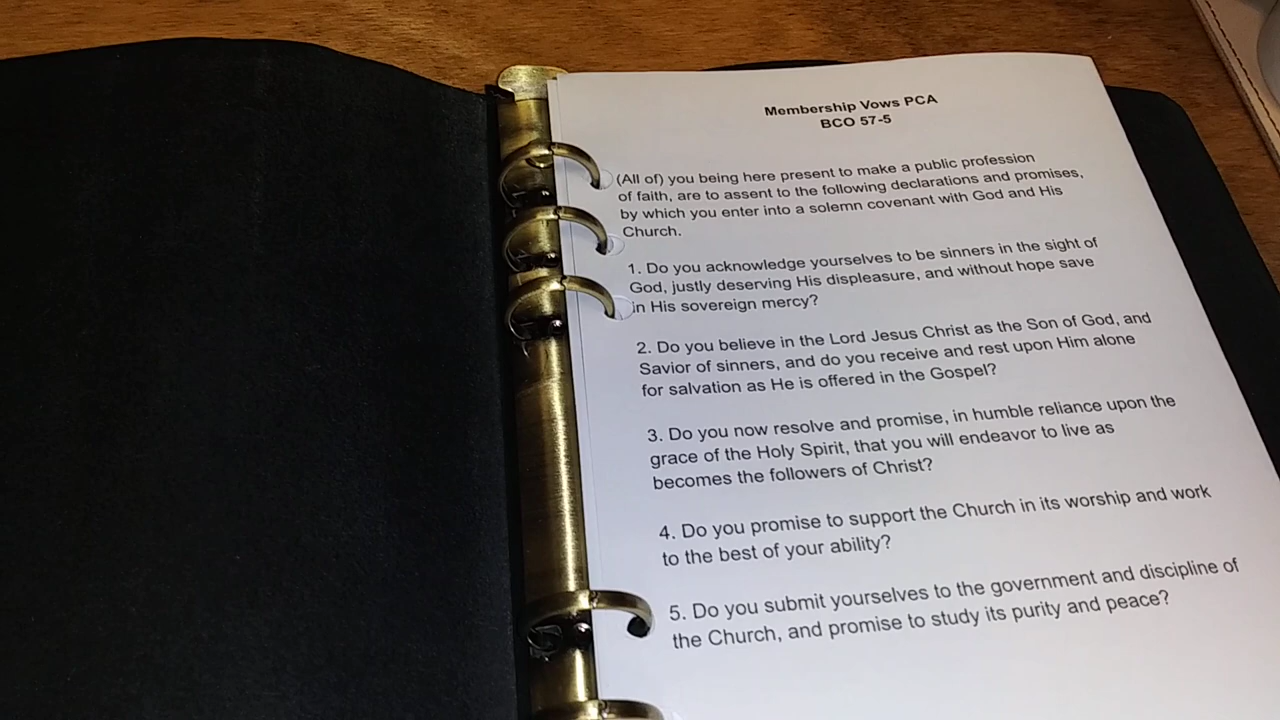 Membership Vows PCA
BCO 57-5
(All of) you being here present to make a public profession
of faith, are to assent to the following declarations and promises,
by which you enter into a solemn covenant with God and His
Church.
1. Do you acknowledge yourselves to be sinners in the sight of
God, justly deserving His displeasure, and without hope save
in His sovereign mercy?
2. Do you believe in the Lord Jesus Christ as the Son of God, and
Savior of sinners, and do you receive and rest upon Him alone
for salvation as He is offered in the Gospel?
3. Do you now resolve and promise, in humble reliance upon the
grace of the Holy Spirit, that you will endeavor to live as
becomes the followers of Christ?
4. Do you promise to support the Church in its worship and work
to the best of your ability?
5. Do you submit yourselves to the government and discipline of
the Church, and promise to study its purity and peace?